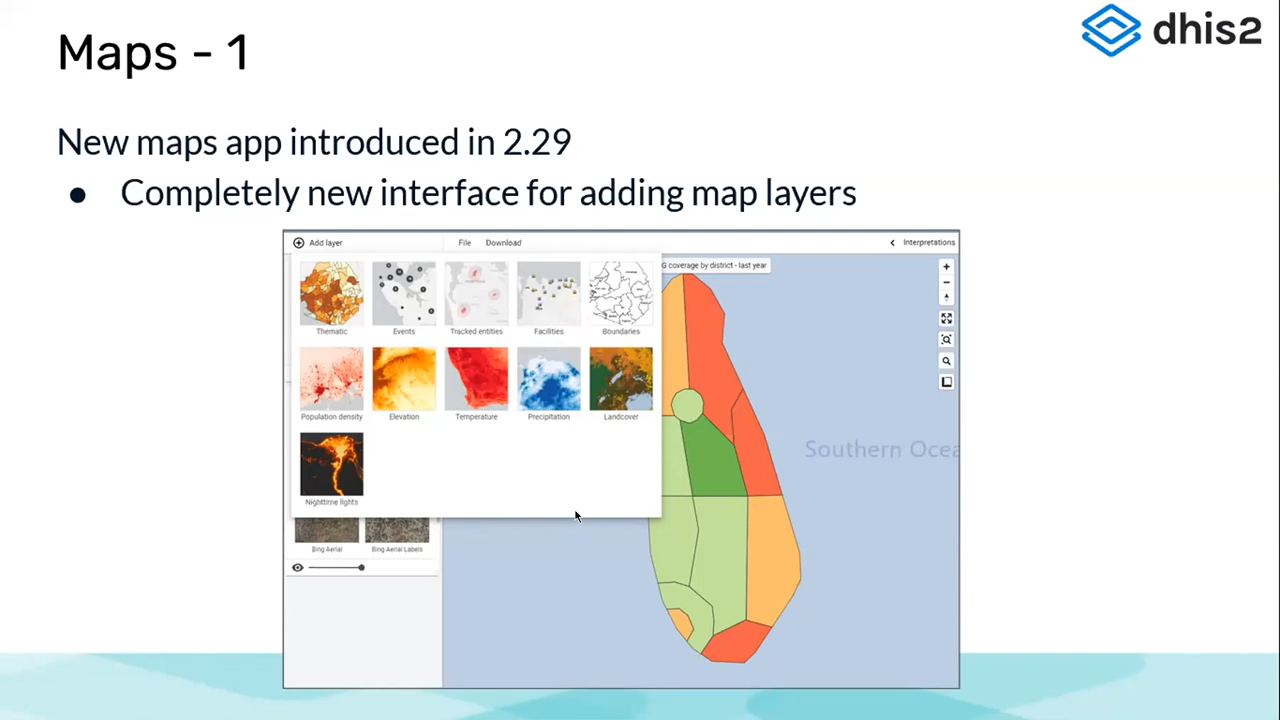 Maps - 1
dhis2
New maps app introduced in 2.29
● Completely new interface for adding map layers
Add layer File Download Interpretations
G coverage by district - last year
Thematic Events Tracked entities Facilities Boundaries
Population density Elevation Temperature Precipitation Landcover
Southern Ocea
Nighttime lights
Bing Aerial Bing Aerial Labels